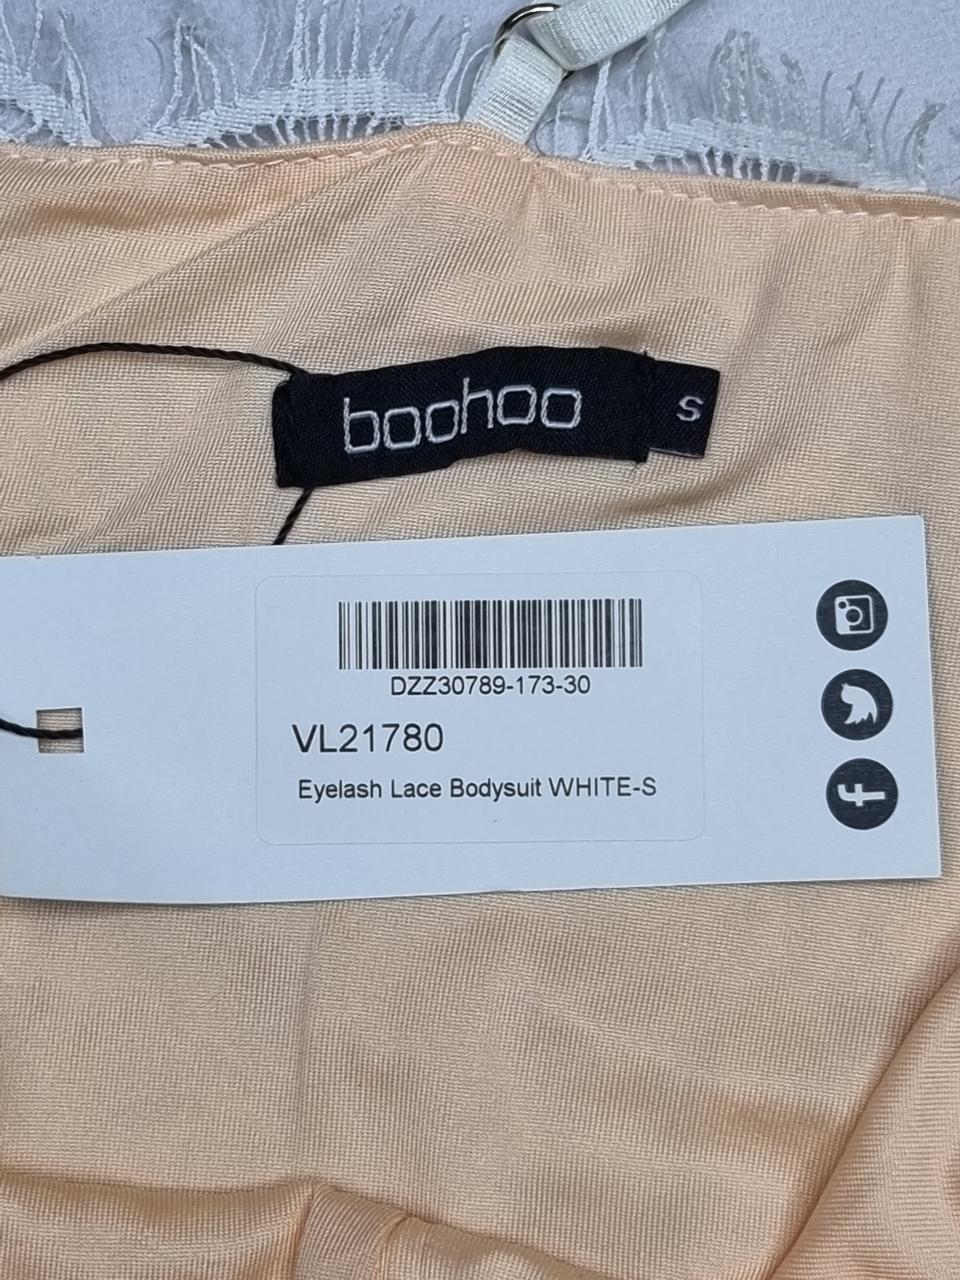 boohoo
S
DZZ30789-173-30
VL21780
Eyelash Lace Bodysuit WHITE-S